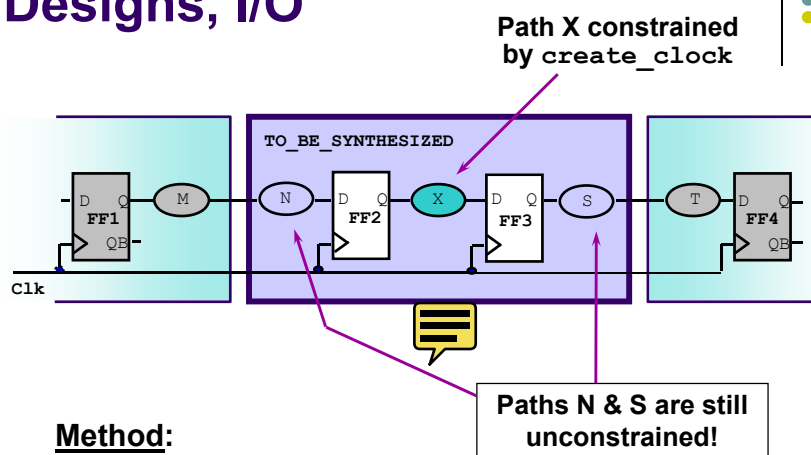 Designs, I/O
Path X constrained
by create_clock
TO_BE_SYNTHESIZED
D Q
FF1
QB
M
N
D Q
FF2
X
D Q
FF3
S
T
D Q
FF4
QB
Clk
Paths N & S are still
unconstrained!
Method: